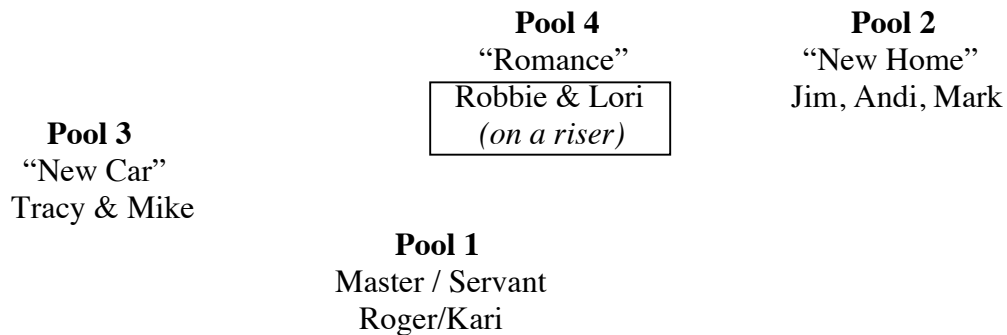 Pool 4
“Romance”
Robbie & Lori
(on a riser)
Pool 2
“New Home”
Jim, Andi, Mark
Pool 3
“New Car”
Tracy & Mike
Pool 1
Master / Servant
Roger/Kari